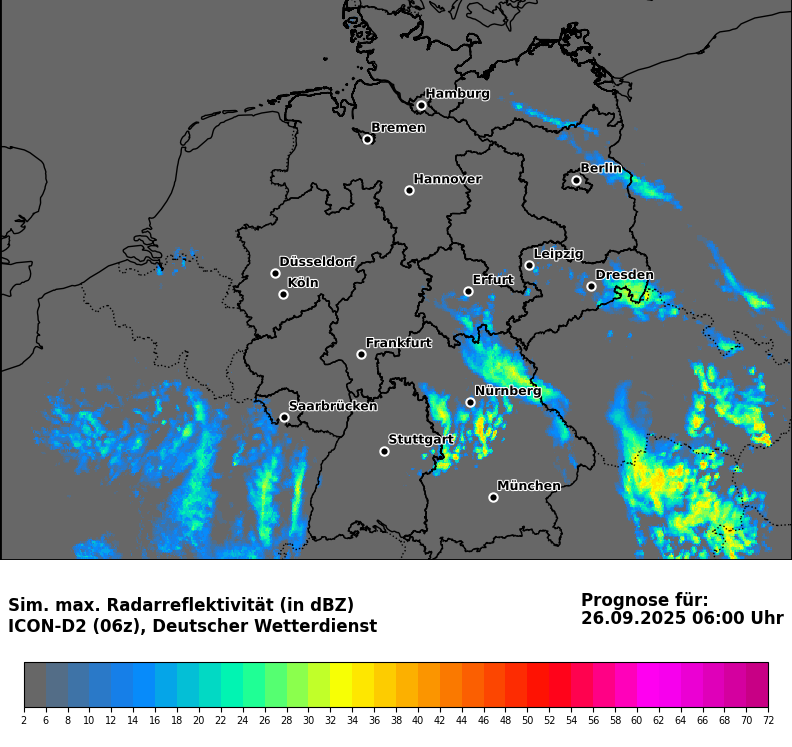 Hamburg
Bremen
Berlin
Hannover
Leipzig
Düsseldorf
Dresden
Erfurt
Köln
Frankfurt
Nürnberg
Saarbrücken
Stuttgart
München
Sim. max. Radarreflektivität (in dBZ)
ICON-D2 (06z), Deutscher Wetterdienst
Prognose für:
26.09.2025 06:00 Uhr
2 6 8 10 12 14 16 18 20 22 24 26 28 30 32 34 36 38 40 42 44 46 48 50 52 54 56 58 60 62 64 66 68 70 72